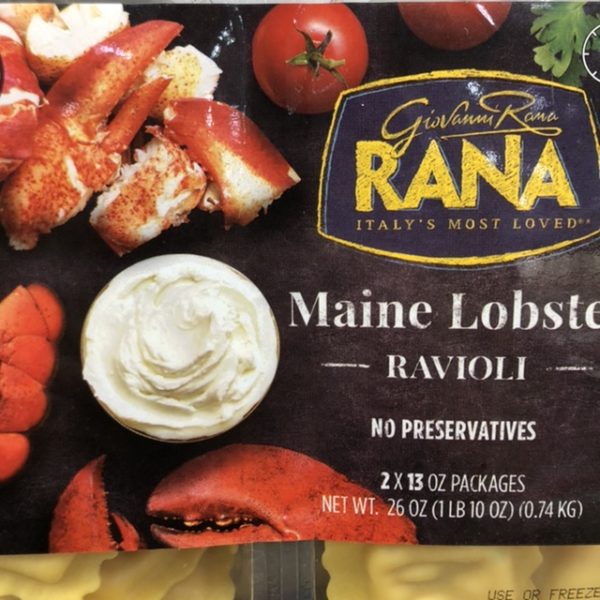 Giovanni Rana
RANA
ITALY'S MOST LOVED**
Maine Lobste
RAVIOLI
NO PRESERVATIVES
2 X 13 OZ PACKAGES
NET WT. 26 OZ (1 LB 10 OZ) (0.74 KG)
USE OR FREEZE